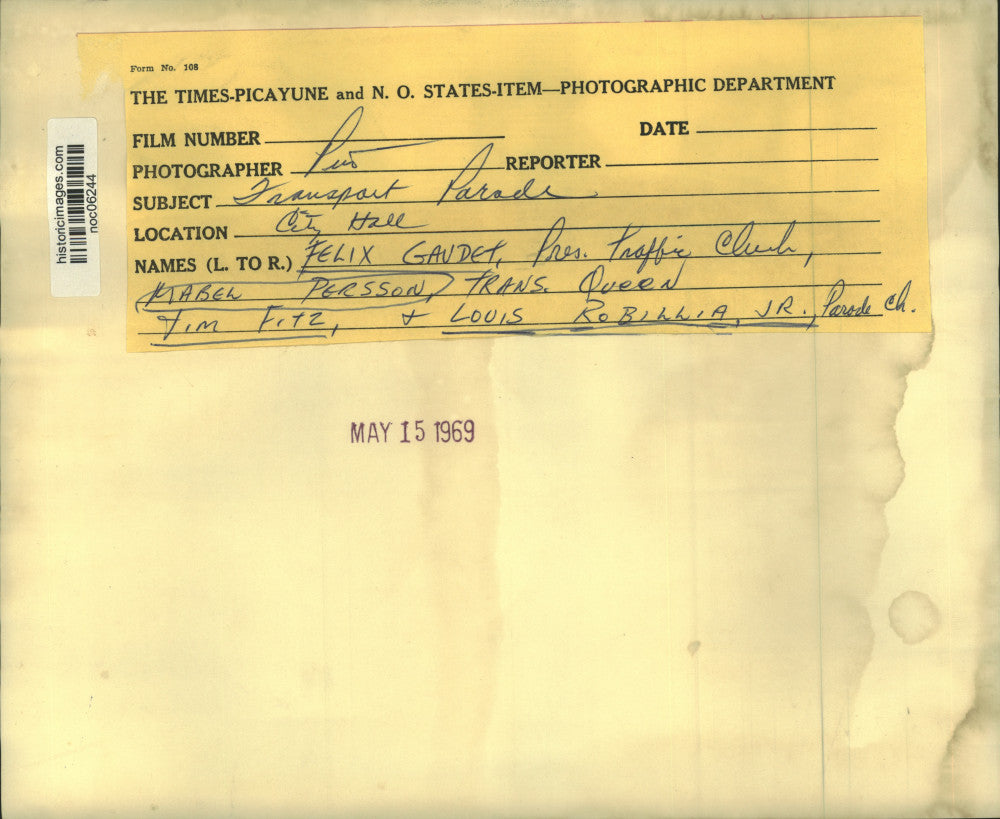 Form No. 108
THE TIMES-PICAYUNE and N. O. STATES-ITEM—PHOTOGRAPHIC DEPARTMENT
FILM NUMBER
DATE
PHOTOGRAPHER
REPORTER
SUBJECT Transport Parade
LOCATION City Hall
NAMES (L. TO R.) FELIX GAUDET, Pres. Traffic Club,
MABEL PERSSON, TRANS. QUEEN
Tim Fitz, + LOUIS ROBILLIA, JR., Parade Ch.
historicimages.com
noc06244
MAY 15 1969